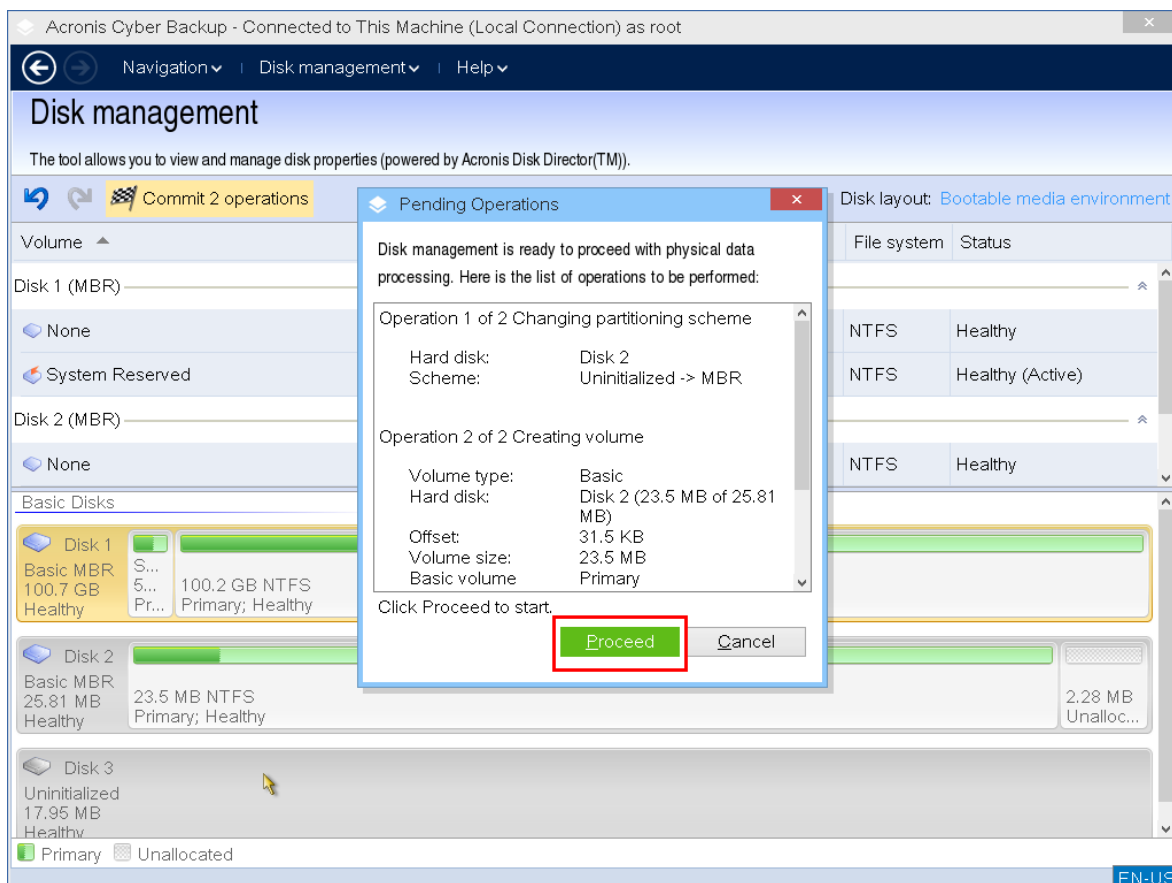 Acronis Cyber Backup - Connected to This Machine (Local Connection) as root
Navigation Disk management Help
Disk management
The tool allows you to view and manage disk properties (powered by Acronis Disk Director(TM)).
Commit 2 operations
Disk layout: Bootable media environment
Volume
File system Status
Disk 1 (MBR)
None
NTFS Healthy
System Reserved
NTFS Healthy (Active)
Disk 2 (MBR)
None
NTFS Healthy
Pending Operations
Disk management is ready to proceed with physical data
processing. Here is the list of operations to be performed:
Operation 1 of 2 Changing partitioning scheme
Hard disk: Disk 2
Scheme: Uninitialized -> MBR
Operation 2 of 2 Creating volume
Volume type: Basic
Hard disk: Disk 2 (23.5 MB of 25.81
MB)
Offset: 31.5 KB
Volume size: 23.5 MB
Basic volume Primary
Click Proceed to start.
Proceed Cancel
Basic Disks
Disk 1
Basic MBR
100.7 GB
Healthy
S...
5...
Pr...
100.2 GB NTFS
Primary; Healthy
Disk 2
Basic MBR
25.81 MB
Healthy
23.5 MB NTFS
Primary; Healthy
2.28 MB
Unalloc...
Disk 3
Uninitialized
17.95 MB
Healthy
Primary Unallocated
EN-US